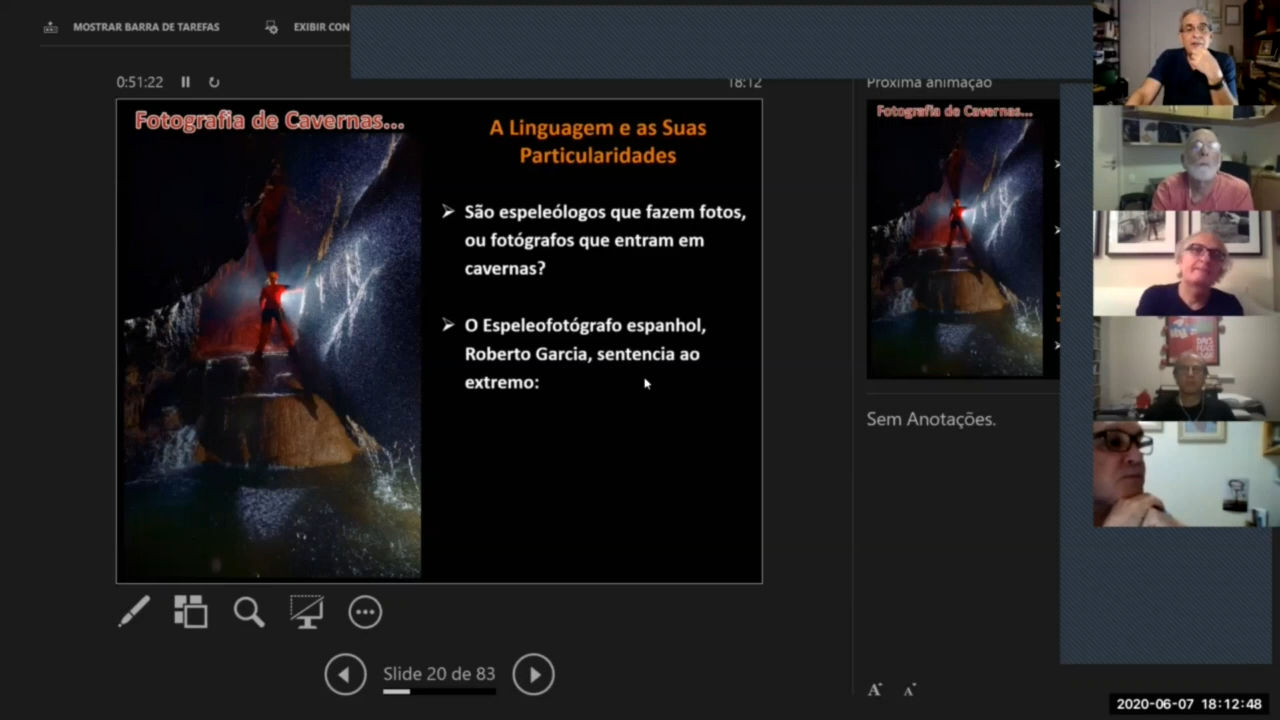 MOSTRAR BARRA DE TAREFAS
EXIBIR CON
0:51:22
18:12
Próxima animação
Fotografia de Cavernas...
A Linguagem e as Suas
Particularidades
São espeleólogos que fazem fotos,
ou fotógrafos que entram em
cavernas?
O Espeleofotógrafo espanhol,
Roberto Garcia, sentencia ao
extremo:
Fotografia de Cavernas...
Sem Anotações.
Slide 20 de 83
A A
2020-06-07 18:12:48